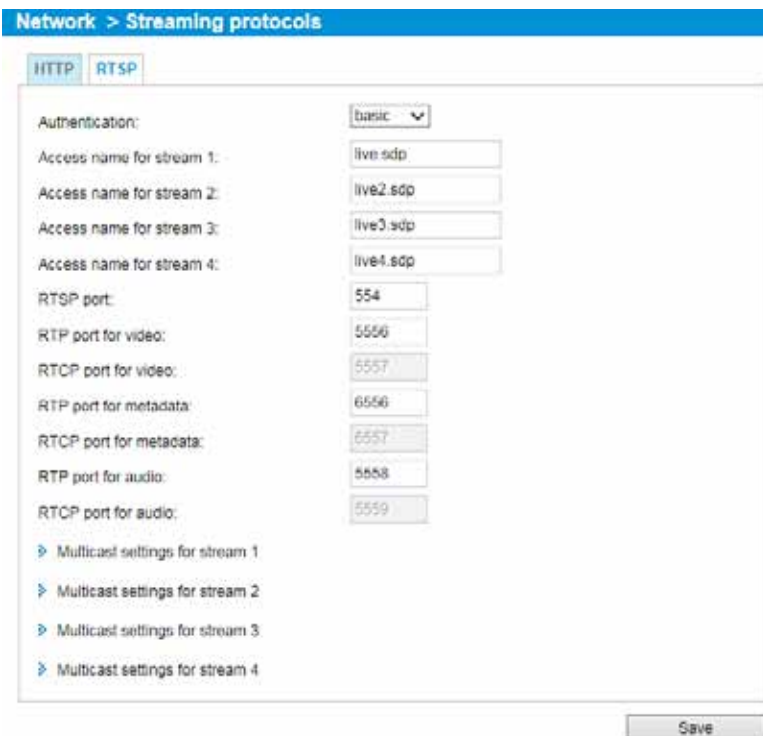 Network > Streaming protocols
HTTP RTSP
Authentication: basic
Access name for stream 1: live.sdp
Access name for stream 2: live2.sdp
Access name for stream 3: live3.sdp
Access name for stream 4: live4.sdp
RTSP port: 554
RTP port for video: 5556
RTCP port for video: 5557
RTP port for metadata: 6556
RTCP port for metadata: 6557
RTP port for audio: 5558
RTCP port for audio: 5559
Multicast settings for stream 1
Multicast settings for stream 2
Multicast settings for stream 3
Multicast settings for stream 4
Save